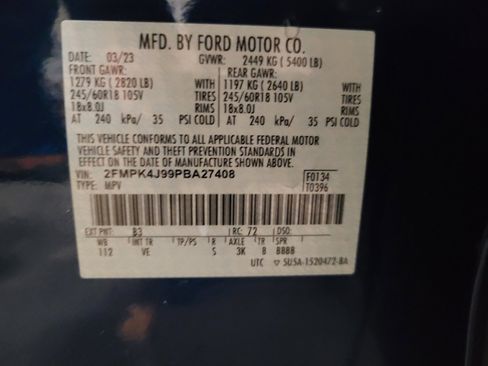 MFD. BY FORD MOTOR CO.
DATE: 03/23 GVWR: 2449 KG ( 5400 LB)
FRONT GAWR: REAR GAWR:
1279 KG ( 2820 LB) WITH 1197 KG ( 2640 LB) WITH
245/60R18 105V TIRES 245/60R18 105V TIRES
18x8.0J RIMS 18x8.0J RIMS
AT 240 kPa/ 35 PSI COLD AT 240 kPa/ 35 PSI COLD
THIS VEHICLE CONFORMS TO ALL APPLICABLE FEDERAL MOTOR
VEHICLE SAFETY AND THEFT PREVENTION STANDARDS IN
EFFECT ON THE DATE OF MANUFACTURE SHOWN ABOVE.
VIN: 2FMPK4J99PBA27408 F0134
TYPE: MPV T0396
EXT PNT: B3 RC: 72 DSO:
WB INT TR TP/PS R AXLE TR SPR
112 VE S 3K 8 BBBB
UTC ▽ SU5A-1520472-BA